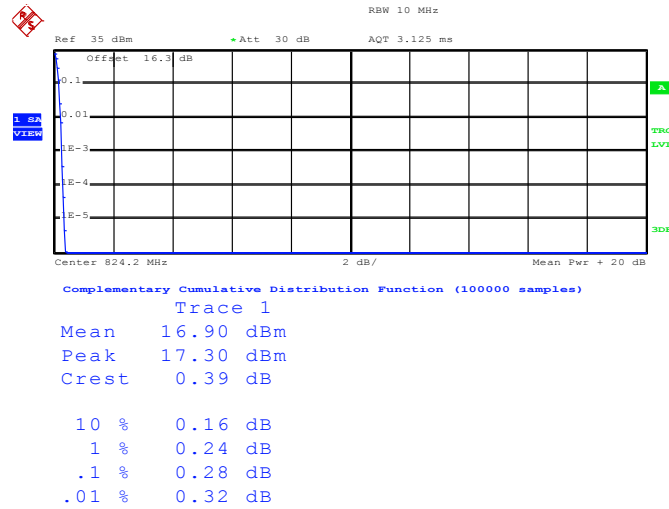 RBW 10 MHz
Ref 35 dBm *Att 30 dB AQT 3.125 ms
Offset 16.3 dB
0.1
A
0.01
1 SA
VIEW
TRG
LVL
1E-3
1E-4
1E-5
3DB
Center 824.2 MHz 2 dB/ Mean Pwr + 20 dB
Complementary Cumulative Distribution Function (100000 samples)
Trace 1
Mean 16.90 dBm
Peak 17.30 dBm
Crest 0.39 dB
10 % 0.16 dB
1 % 0.24 dB
.1 % 0.28 dB
.01 % 0.32 dB